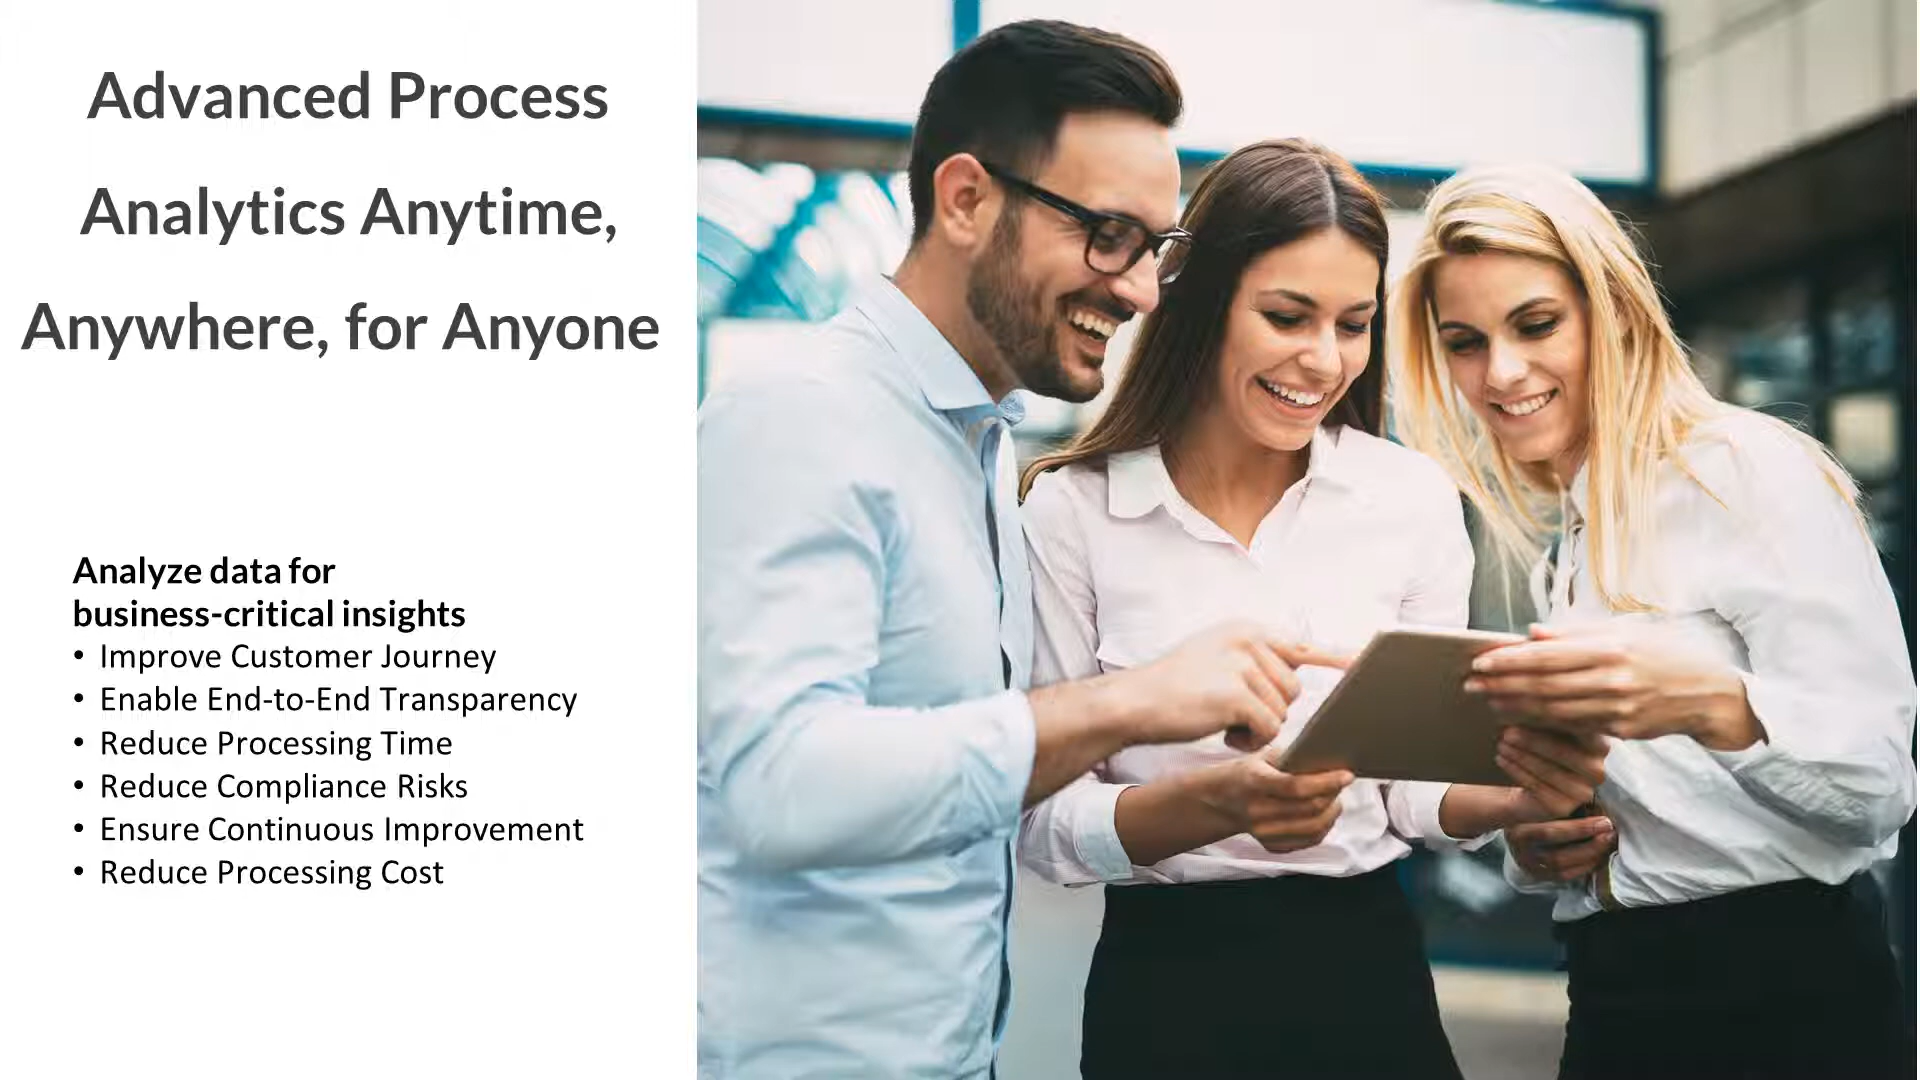 Advanced Process
Analytics Anytime,
Anywhere, for Anyone
Analyze data for
business-critical insights
• Improve Customer Journey
• Enable End-to-End Transparency
• Reduce Processing Time
• Reduce Compliance Risks
• Ensure Continuous Improvement
• Reduce Processing Cost